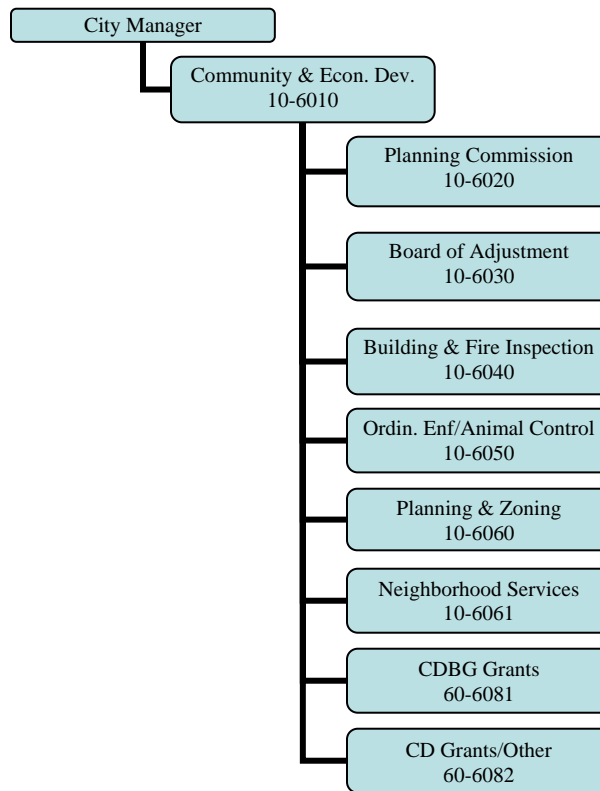 City Manager
Community & Econ. Dev.
10-6010
Planning Commission
10-6020
Board of Adjustment
10-6030
Building & Fire Inspection
10-6040
Ordin. Enf/Animal Control
10-6050
Planning & Zoning
10-6060
Neighborhood Services
10-6061
CDBG Grants
60-6081
CD Grants/Other
60-6082